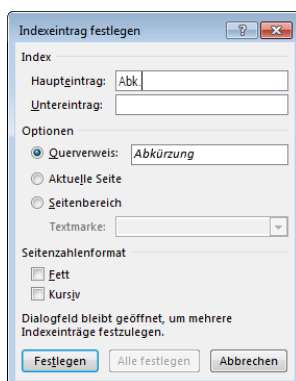 Indexeintrag festlegen
Index
Haupteintrag: Abk.
Untereintrag:
Optionen
Querverweis: Abkürzung
Aktuelle Seite
Seitenbereich
Textmarke:
Seitenzahlenformat
Fett
Kursiv
Dialogfeld bleibt geöffnet, um mehrere
Indexeinträge festzulegen.
Festlegen Alle festlegen Abbrechen